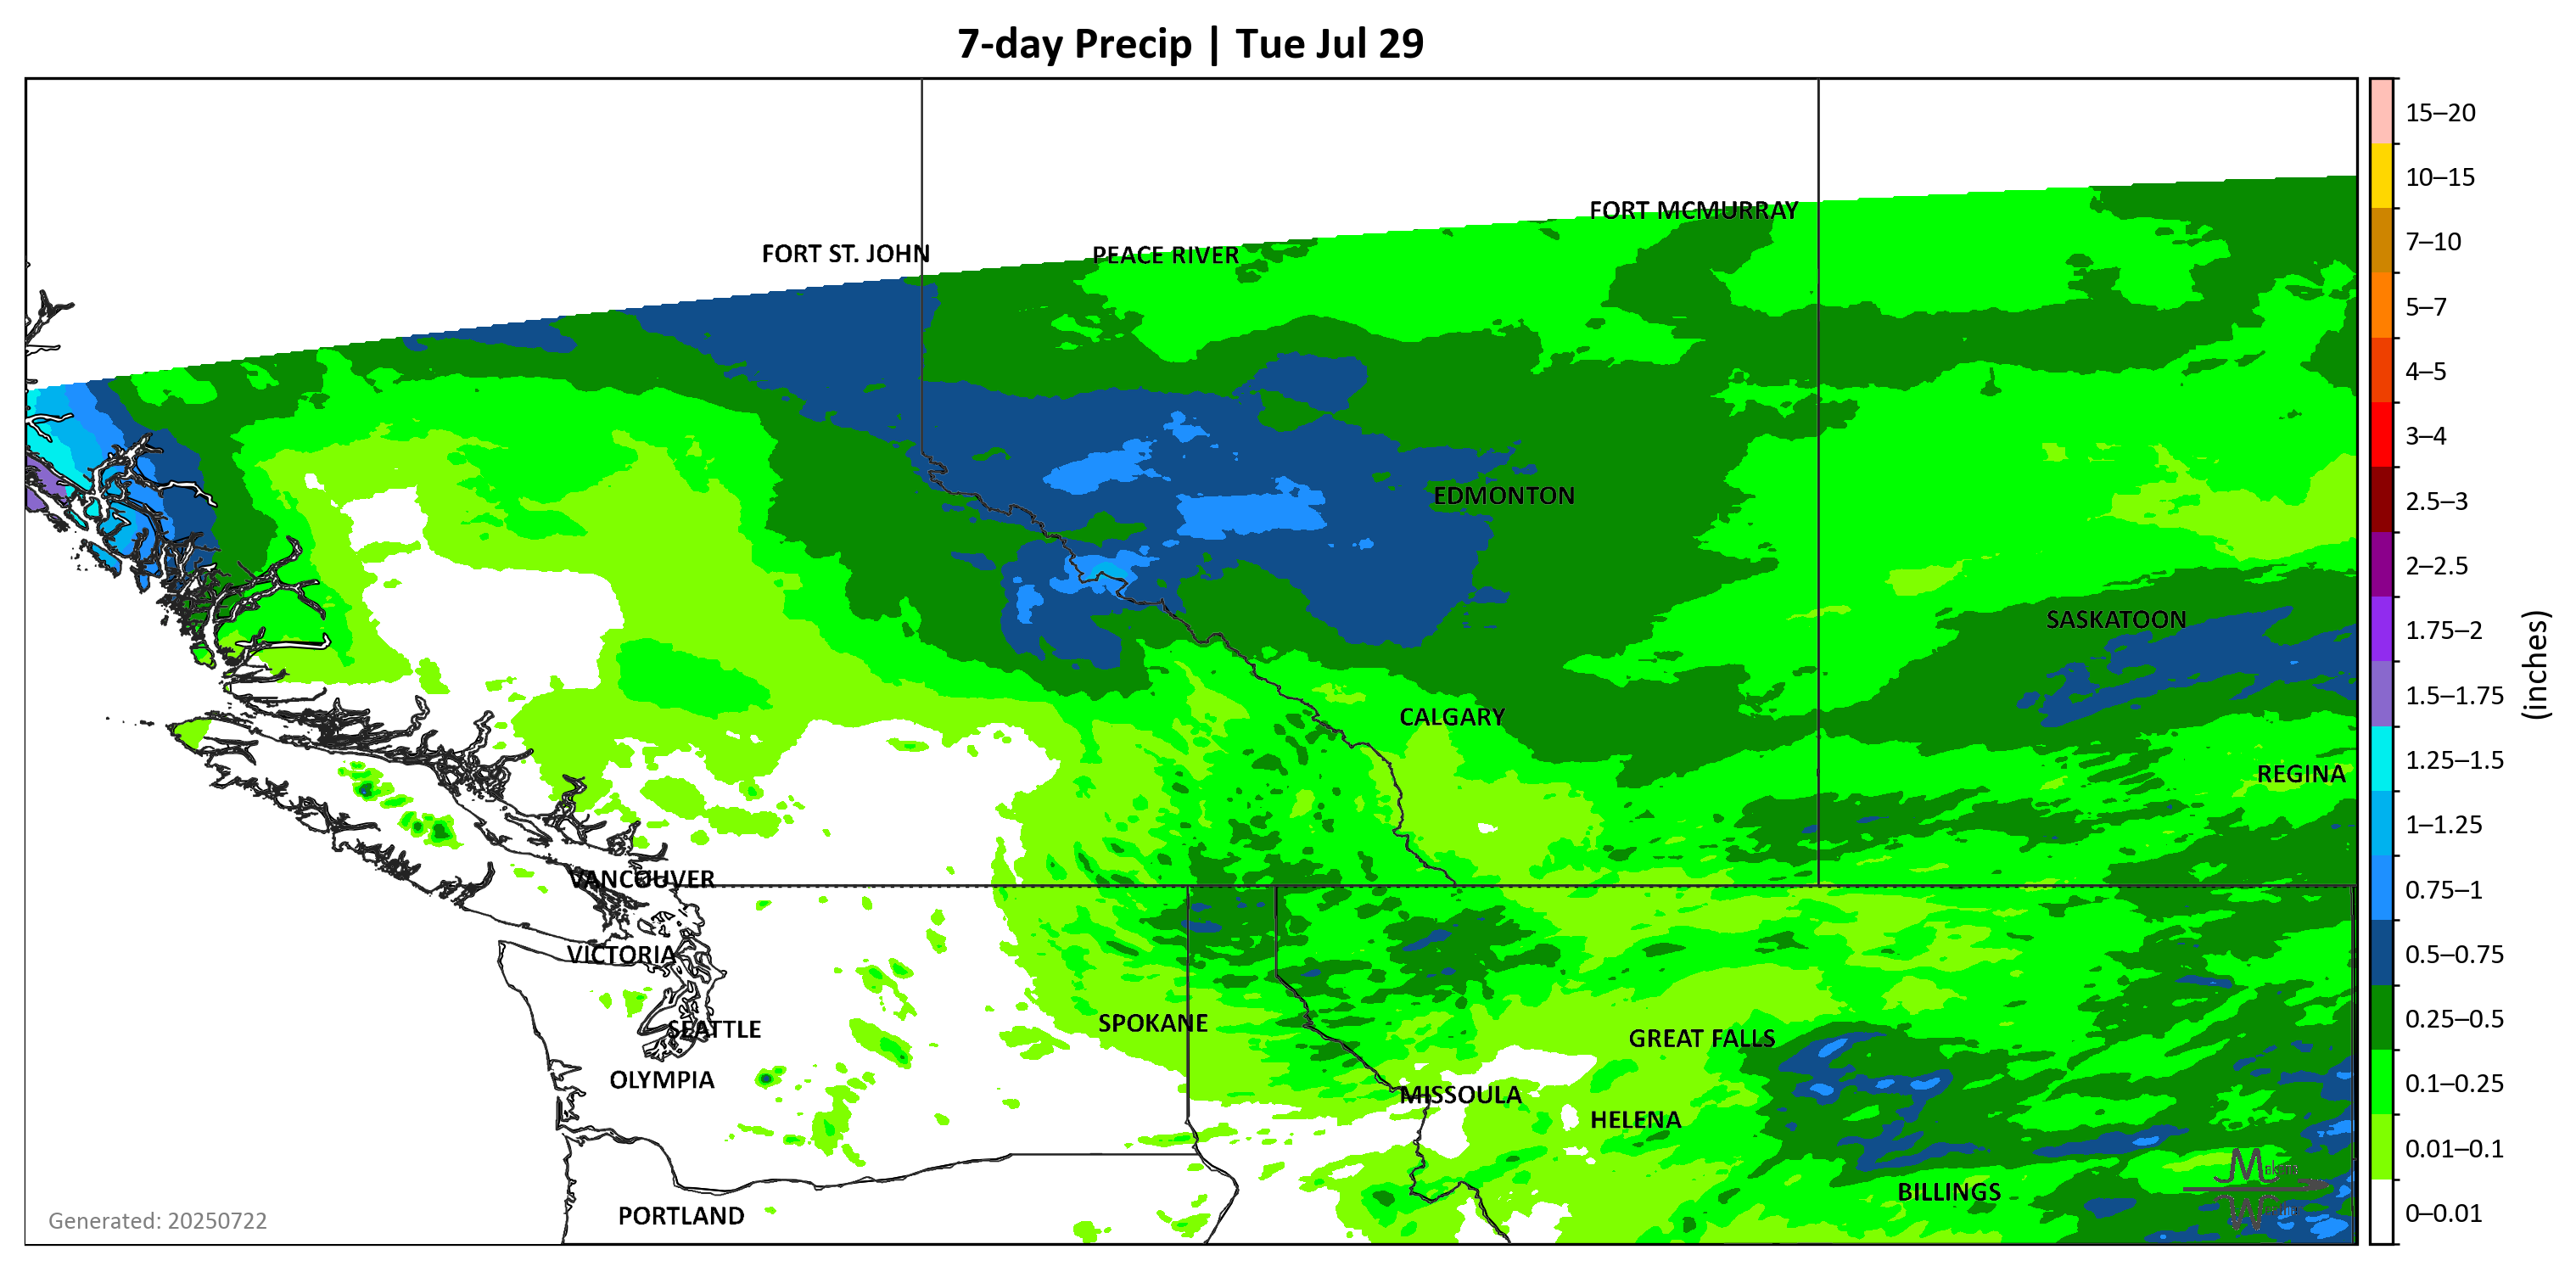 7-day Precip | Tue Jul 29
15–20
10–15
7–10
5–7
4–5
3–4
2.5–3
2–2.5
1.75–2
1.5–1.75
1.25–1.5
1–1.25
0.75–1
0.5–0.75
0.25–0.5
0.1–0.25
0.01–0.1
0–0.01
(inches)
FORT MCMURRAY
FORT ST. JOHN
PEACE RIVER
EDMONTON
SASKATOON
CALGARY
REGINA
VANCOUVER
VICTORIA
SPOKANE
SEATTLE
GREAT FALLS
OLYMPIA
MISSOULA
HELENA
BILLINGS
PORTLAND
Generated: 20250722